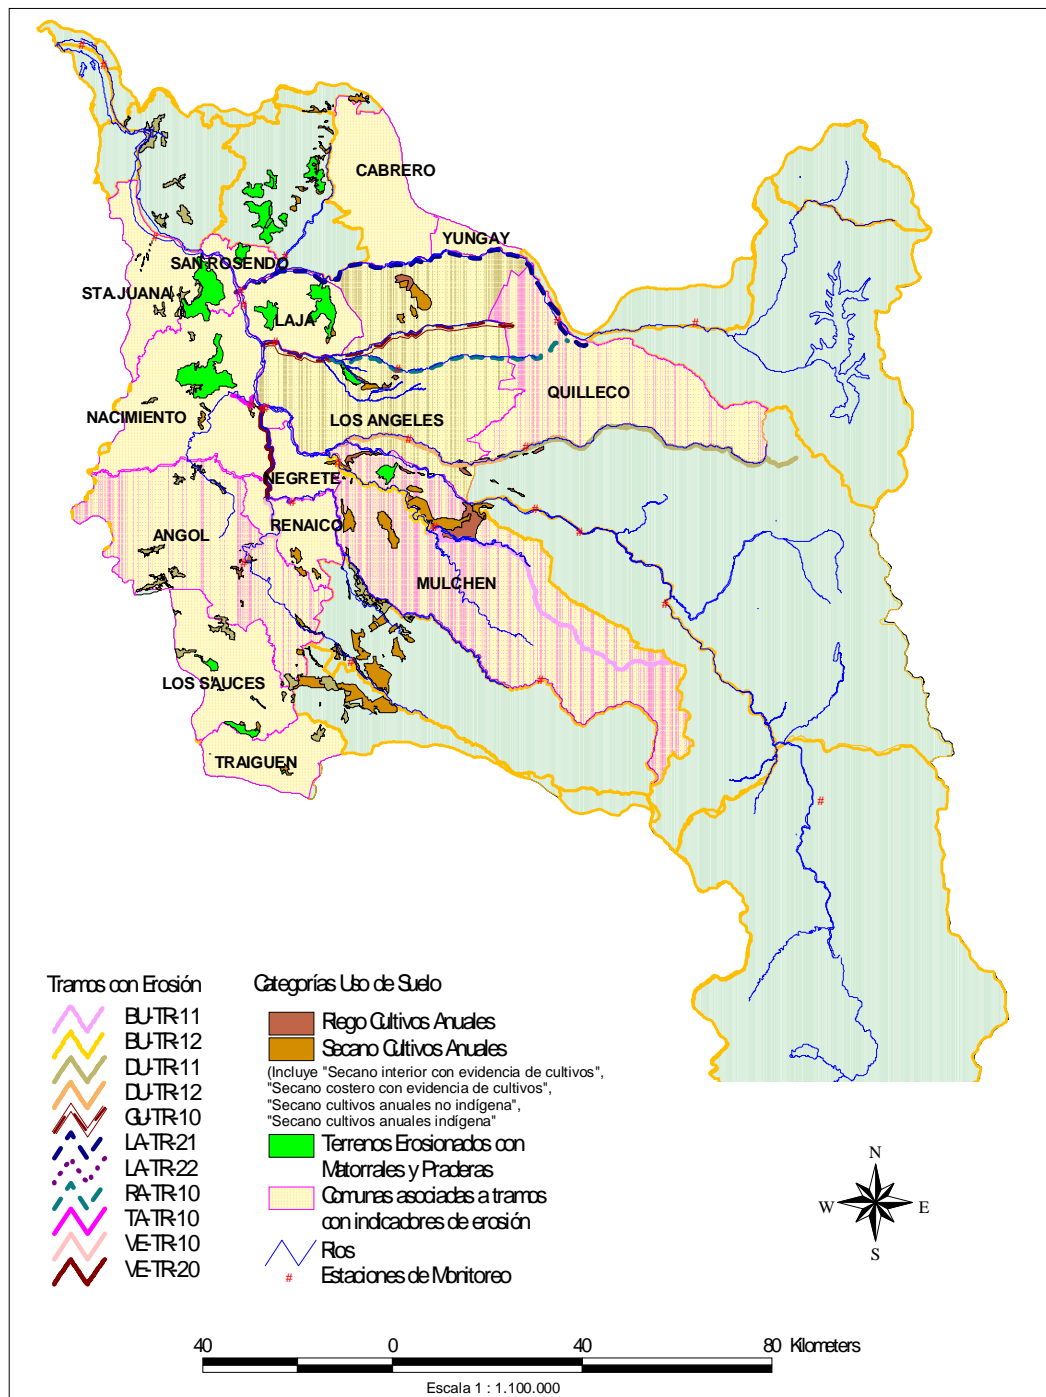 CABRERO
YUNGAY
SAN ROSENDO
STA JUANA
LAJA
QUILLECO
NACIMIENTO
LOS ANGELES
NEGRETE
RENAICO
ANGOL
MULCHEN
LOS SAUCES
TRAIGUEN
Tramos con Erosión
BU-TR-11
BU-TR-12
DU-TR-11
DU-TR-12
GU-TR-10
LA-TR-21
LA-TR-22
RA-TR-10
TA-TR-10
VE-TR-10
VE-TR-20
Categorías Uso de Suelo
Riego Cultivos Anuales
Secano Cultivos Anuales
(Incluye "Secano interior con evidencia de cultivos",
"Secano costero con evidencia de cultivos",
"Secano cultivos anuales no indígena",
"Secano cultivos anuales indígena"
Terrenos Erosionados con
Matorrales y Praderas
Comunas asociadas a tramos
con indicadores de erosión
Ríos
# Estaciones de Monitoreo
N
W E
S
40 0 40 80 Kilometers
Escala 1 : 1.100.000